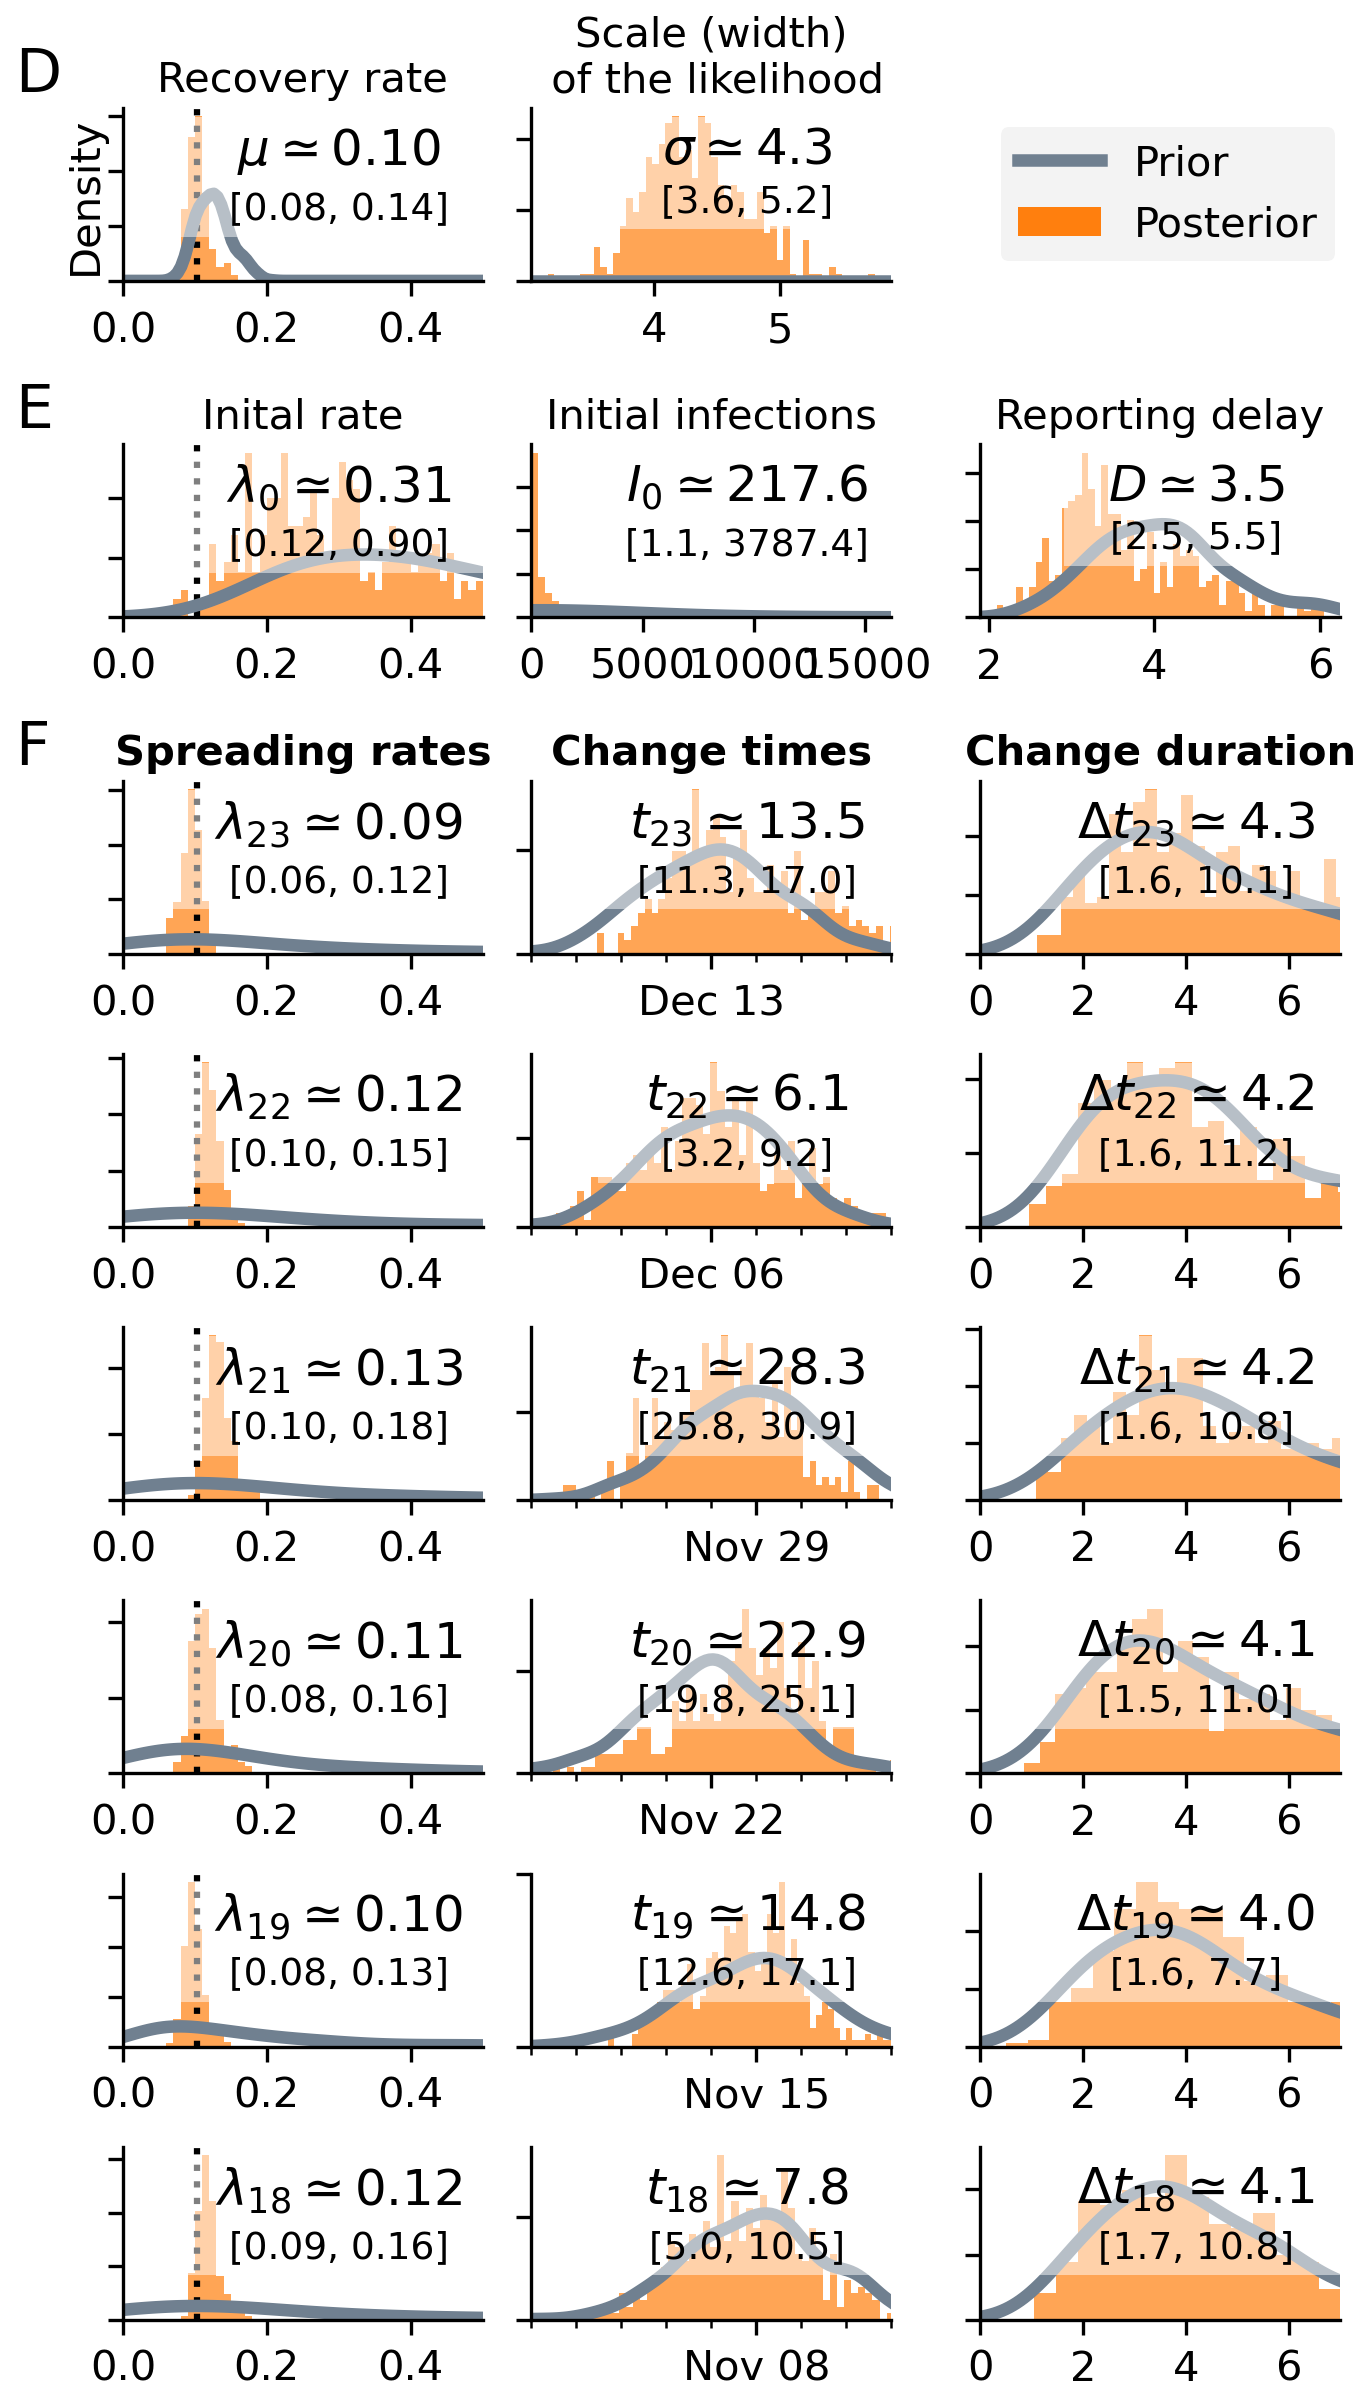 D
Recovery rate
Scale (width)
of the likelihood
Density
μ ≃ 0.10
[0.08, 0.14]
σ ≃ 4.3
[3.6, 5.2]
Prior
Posterior
0.0 0.2 0.4
4 5
E
Inital rate
Initial infections
Reporting delay
λ₀ ≃ 0.31
[0.12, 0.90]
I₀ ≃ 217.6
[1.1, 3787.4]
D ≃ 3.5
[2.5, 5.5]
0.0 0.2 0.4
0 5000 10000 15000
2 4 6
F
Spreading rates
Change times
Change duration
λ₂₃ ≃ 0.09
[0.06, 0.12]
t₂₃ ≃ 13.5
[11.3, 17.0]
Δt₂₃ ≃ 4.3
[1.6, 10.1]
0.0 0.2 0.4
Dec 13
0 2 4 6
λ₂₂ ≃ 0.12
[0.10, 0.15]
t₂₂ ≃ 6.1
[3.2, 9.2]
Δt₂₂ ≃ 4.2
[1.6, 11.2]
0.0 0.2 0.4
Dec 06
0 2 4 6
λ₂₁ ≃ 0.13
[0.10, 0.18]
t₂₁ ≃ 28.3
[25.8, 30.9]
Δt₂₁ ≃ 4.2
[1.6, 10.8]
0.0 0.2 0.4
Nov 29
0 2 4 6
λ₂₀ ≃ 0.11
[0.08, 0.16]
t₂₀ ≃ 22.9
[19.8, 25.1]
Δt₂₀ ≃ 4.1
[1.5, 11.0]
0.0 0.2 0.4
Nov 22
0 2 4 6
λ₁₉ ≃ 0.10
[0.08, 0.13]
t₁₉ ≃ 14.8
[12.6, 17.1]
Δt₁₉ ≃ 4.0
[1.6, 7.7]
0.0 0.2 0.4
Nov 15
0 2 4 6
λ₁₈ ≃ 0.12
[0.09, 0.16]
t₁₈ ≃ 7.8
[5.0, 10.5]
Δt₁₈ ≃ 4.1
[1.7, 10.8]
0.0 0.2 0.4
Nov 08
0 2 4 6